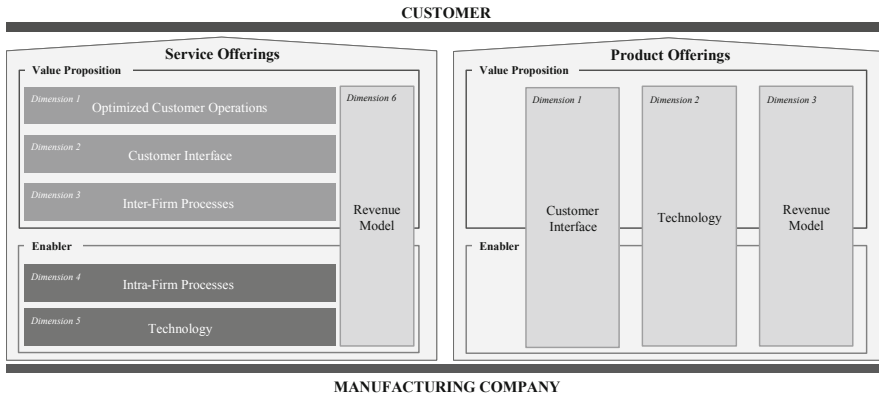 CUSTOMER
Service Offerings
Value Proposition
Dimension 1
Optimized Customer Operations
Dimension 2
Customer Interface
Dimension 3
Inter-Firm Processes
Dimension 6
Revenue
Model
Enabler
Dimension 4
Intra-Firm Processes
Dimension 5
Technology
Product Offerings
Value Proposition
Dimension 1
Customer
Interface
Dimension 2
Technology
Dimension 3
Revenue
Model
Enabler
MANUFACTURING COMPANY